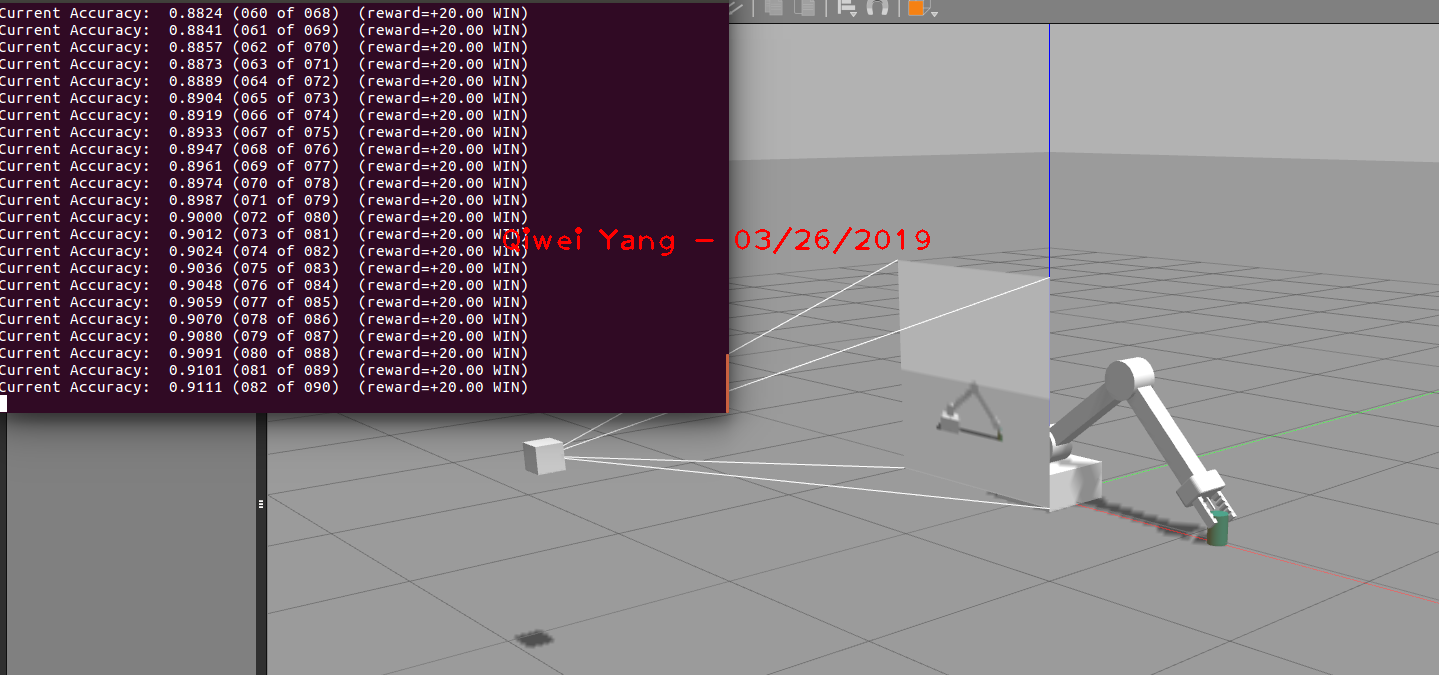 Current Accuracy:  0.8824 (060 of 068)  (reward=+20.00 WIN)
Current Accuracy:  0.8841 (061 of 069)  (reward=+20.00 WIN)
Current Accuracy:  0.8857 (062 of 070)  (reward=+20.00 WIN)
Current Accuracy:  0.8873 (063 of 071)  (reward=+20.00 WIN)
Current Accuracy:  0.8889 (064 of 072)  (reward=+20.00 WIN)
Current Accuracy:  0.8904 (065 of 073)  (reward=+20.00 WIN)
Current Accuracy:  0.8919 (066 of 074)  (reward=+20.00 WIN)
Current Accuracy:  0.8933 (067 of 075)  (reward=+20.00 WIN)
Current Accuracy:  0.8947 (068 of 076)  (reward=+20.00 WIN)
Current Accuracy:  0.8961 (069 of 077)  (reward=+20.00 WIN)
Current Accuracy:  0.8974 (070 of 078)  (reward=+20.00 WIN)
Current Accuracy:  0.8987 (071 of 079)  (reward=+20.00 WIN)
Current Accuracy:  0.9000 (072 of 080)  (reward=+20.00 WIN)
Current Accuracy:  0.9012 (073 of 081)  (reward=+20.00 WIN)
Qiwei Yang - 03/26/2019
Current Accuracy:  0.9024 (074 of 082)  (reward=+20.00 WIN)
Current Accuracy:  0.9036 (075 of 083)  (reward=+20.00 WIN)
Current Accuracy:  0.9048 (076 of 084)  (reward=+20.00 WIN)
Current Accuracy:  0.9059 (077 of 085)  (reward=+20.00 WIN)
Current Accuracy:  0.9070 (078 of 086)  (reward=+20.00 WIN)
Current Accuracy:  0.9080 (079 of 087)  (reward=+20.00 WIN)
Current Accuracy:  0.9091 (080 of 088)  (reward=+20.00 WIN)
Current Accuracy:  0.9101 (081 of 089)  (reward=+20.00 WIN)
Current Accuracy:  0.9111 (082 of 090)  (reward=+20.00 WIN)